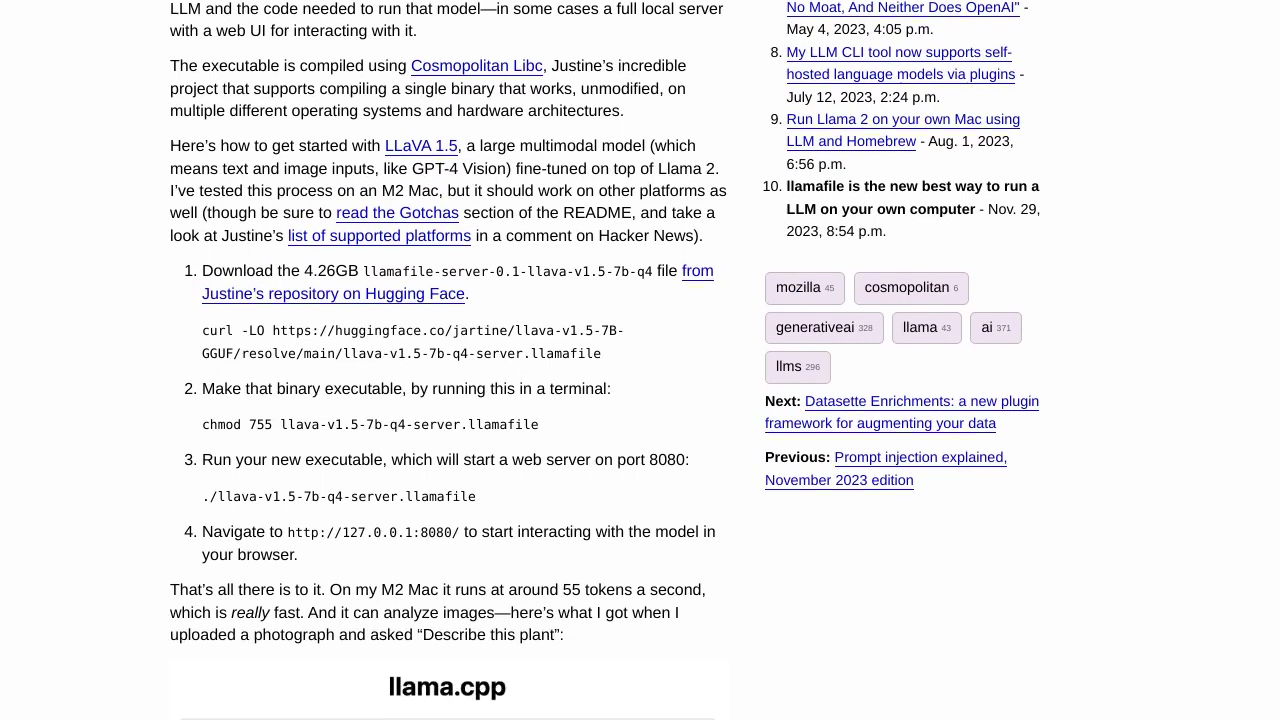 LLM and the code needed to run that model—in some cases a full local server
with a web UI for interacting with it.
The executable is compiled using Cosmopolitan Libc, Justine’s incredible
project that supports compiling a single binary that works, unmodified, on
multiple different operating systems and hardware architectures.
Here’s how to get started with LLaVA 1.5, a large multimodal model (which
means text and image inputs, like GPT-4 Vision) fine-tuned on top of Llama 2.
I’ve tested this process on an M2 Mac, but it should work on other platforms as
well (though be sure to read the Gotchas section of the README, and take a
look at Justine’s list of supported platforms in a comment on Hacker News).
1. Download the 4.26GB llamafile-server-0.1-llava-v1.5-7b-q4 file from
Justine’s repository on Hugging Face.
curl -LO https://huggingface.co/jartine/llava-v1.5-7B-
GGUF/resolve/main/llava-v1.5-7b-q4-server.llamafile
2. Make that binary executable, by running this in a terminal:
chmod 755 llava-v1.5-7b-q4-server.llamafile
3. Run your new executable, which will start a web server on port 8080:
./llava-v1.5-7b-q4-server.llamafile
4. Navigate to http://127.0.0.1:8080/ to start interacting with the model in
your browser.
That’s all there is to it. On my M2 Mac it runs at around 55 tokens a second,
which is really fast. And it can analyze images—here’s what I got when I
uploaded a photograph and asked “Describe this plant”:
llama.cpp
No Moat, And Neither Does OpenAI" -
May 4, 2023, 4:05 p.m.
8. My LLM CLI tool now supports self-
hosted language models via plugins -
July 12, 2023, 2:24 p.m.
9. Run Llama 2 on your own Mac using
LLM and Homebrew - Aug. 1, 2023,
6:56 p.m.
10. llamafile is the new best way to run a
LLM on your own computer - Nov. 29,
2023, 8:54 p.m.
mozilla 45 cosmopolitan 6
generativeai 328 llama 43 ai 371
llms 296
Next: Datasette Enrichments: a new plugin
framework for augmenting your data
Previous: Prompt injection explained,
November 2023 edition